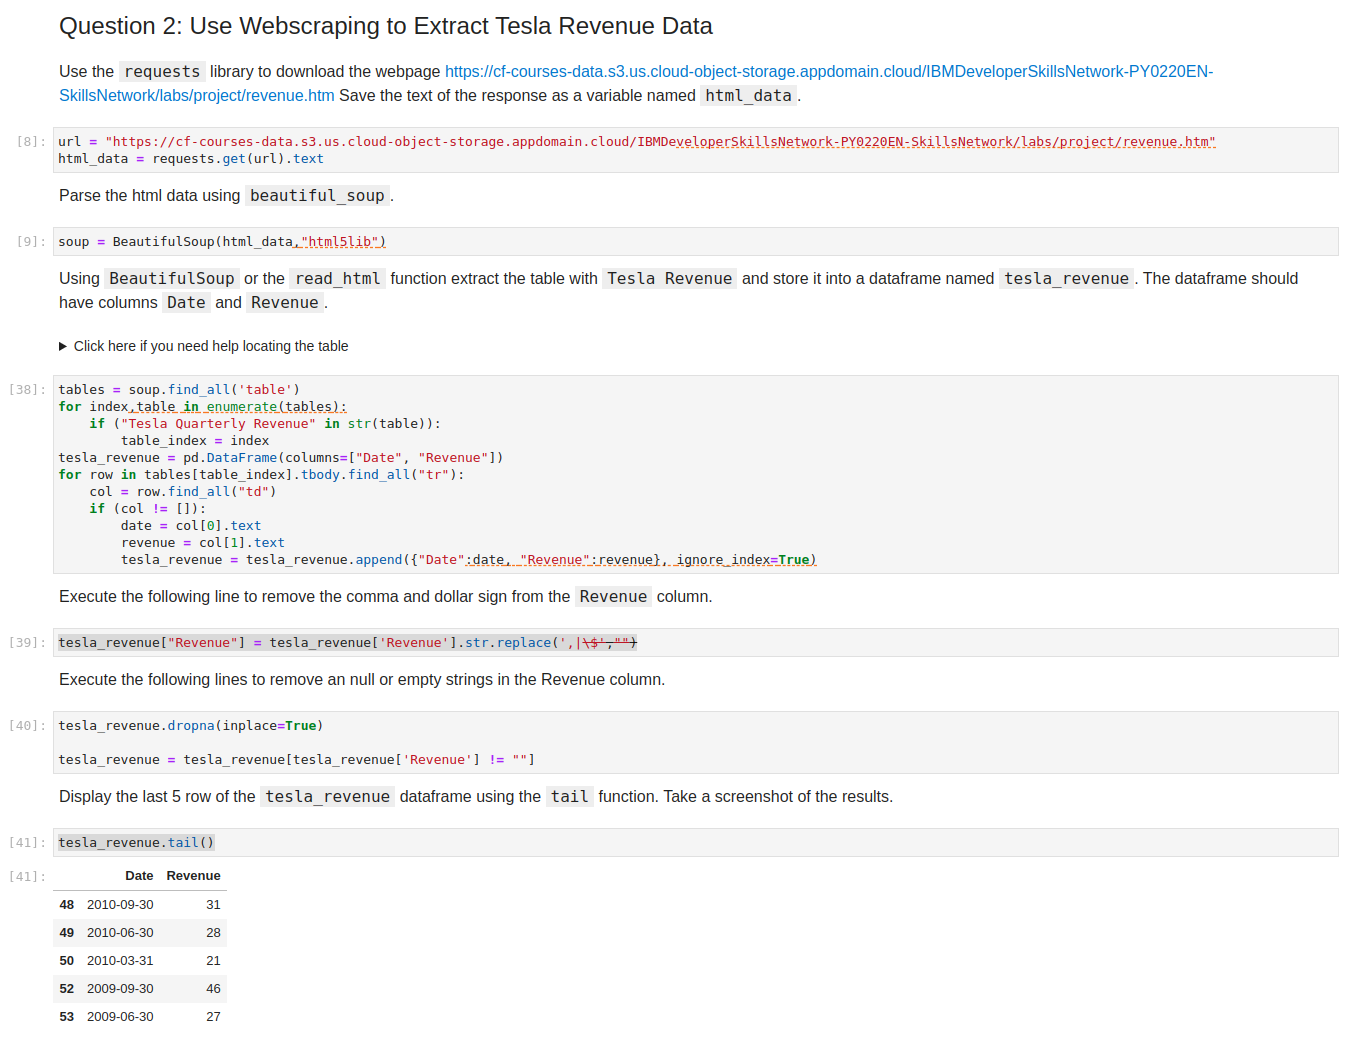 Question 2: Use Webscraping to Extract Tesla Revenue Data
Use the requests library to download the webpage https://cf-courses-data.s3.us.cloud-object-storage.appdomain.cloud/IBMDeveloperSkillsNetwork-PY0220EN-
SkillsNetwork/labs/project/revenue.htm Save the text of the response as a variable named html_data.
[8]: url = "https://cf-courses-data.s3.us.cloud-object-storage.appdomain.cloud/IBMDeveloperSkillsNetwork-PY0220EN-SkillsNetwork/labs/project/revenue.htm"
html_data = requests.get(url).text
Parse the html data using beautiful_soup.
[9]: soup = BeautifulSoup(html_data,"html5lib")
Using BeautifulSoup or the read_html function extract the table with Tesla Revenue and store it into a dataframe named tesla_revenue. The dataframe should
have columns Date and Revenue.
Click here if you need help locating the table
[38]: tables = soup.find_all('table')
for index,table in enumerate(tables):
    if ("Tesla Quarterly Revenue" in str(table)):
        table_index = index
tesla_revenue = pd.DataFrame(columns=["Date", "Revenue"])
for row in tables[table_index].tbody.find_all("tr"):
    col = row.find_all("td")
    if (col != []):
        date = col[0].text
        revenue = col[1].text
        tesla_revenue = tesla_revenue.append({"Date":date, "Revenue":revenue}, ignore_index=True)
Execute the following line to remove the comma and dollar sign from the Revenue column.
[39]: tesla_revenue["Revenue"] = tesla_revenue['Revenue'].str.replace(',|\$',"")
Execute the following lines to remove an null or empty strings in the Revenue column.
[40]: tesla_revenue.dropna(inplace=True)
tesla_revenue = tesla_revenue[tesla_revenue['Revenue'] != ""]
Display the last 5 row of the tesla_revenue dataframe using the tail function. Take a screenshot of the results.
[41]: tesla_revenue.tail()
[41]: Date Revenue
48 2010-09-30 31
49 2010-06-30 28
50 2010-03-31 21
52 2009-09-30 46
53 2009-06-30 27